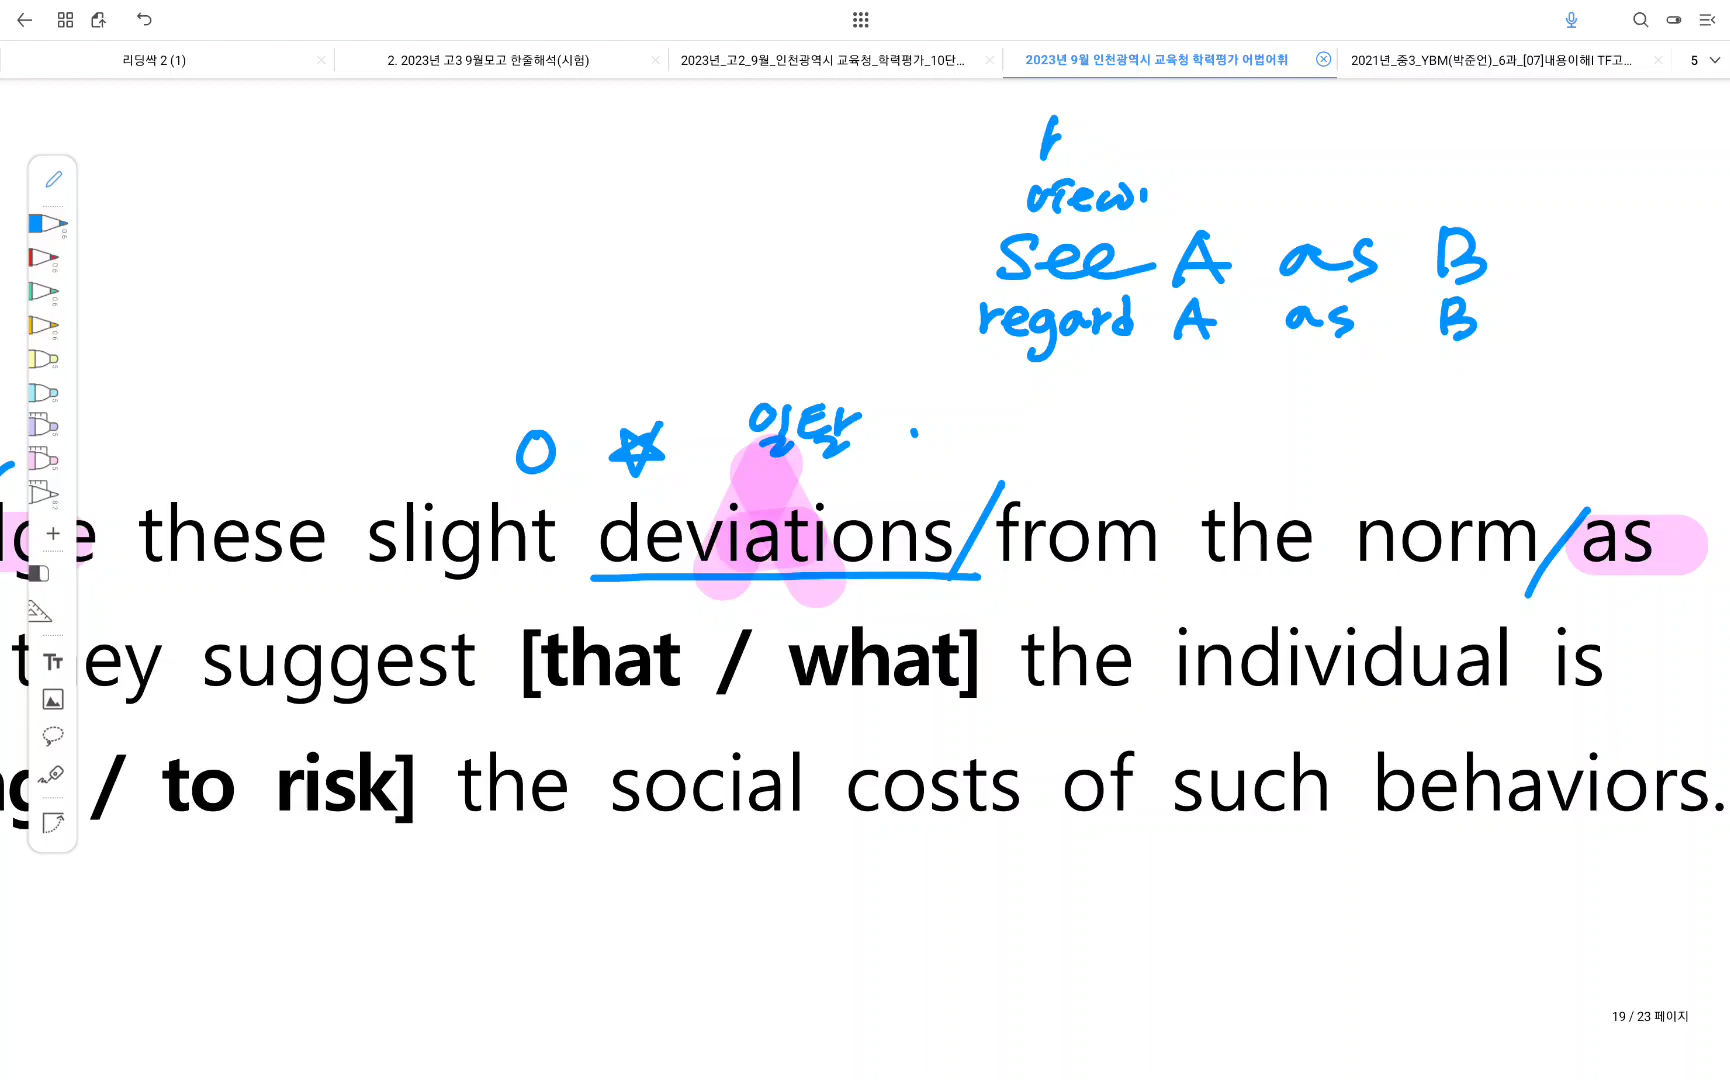 리딩싹 2 (1)
2. 2023년 고3 9월모고 한줄해석(시험)
2023년_고2_9월_인천광역시 교육청_학력평가_10단...
2023년 9월 인천광역시 교육청 학력평가 어법어휘
2021년_중3_YBM(박준언)_6과_[07]내용이해I TF고...
5
view
See A as B
regard A as B
일탈
these slight deviations from the norm as
they suggest [that / what] the individual is
/ to risk] the social costs of such behaviors.
19 / 23 페이지